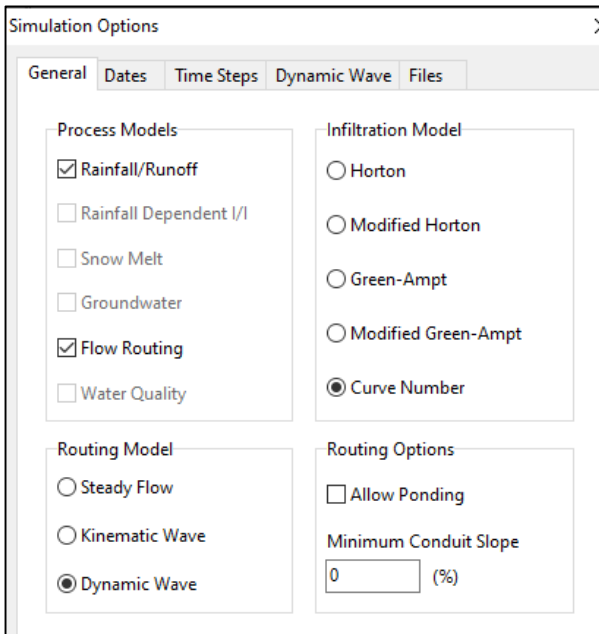 Simulation Options
General Dates Time Steps Dynamic Wave Files
Process Models
Rainfall/Runoff
Rainfall Dependent I/I
Snow Melt
Groundwater
Flow Routing
Water Quality
Infiltration Model
Horton
Modified Horton
Green-Ampt
Modified Green-Ampt
Curve Number
Routing Model
Steady Flow
Kinematic Wave
Dynamic Wave
Routing Options
Allow Ponding
Minimum Conduit Slope
0 (%)